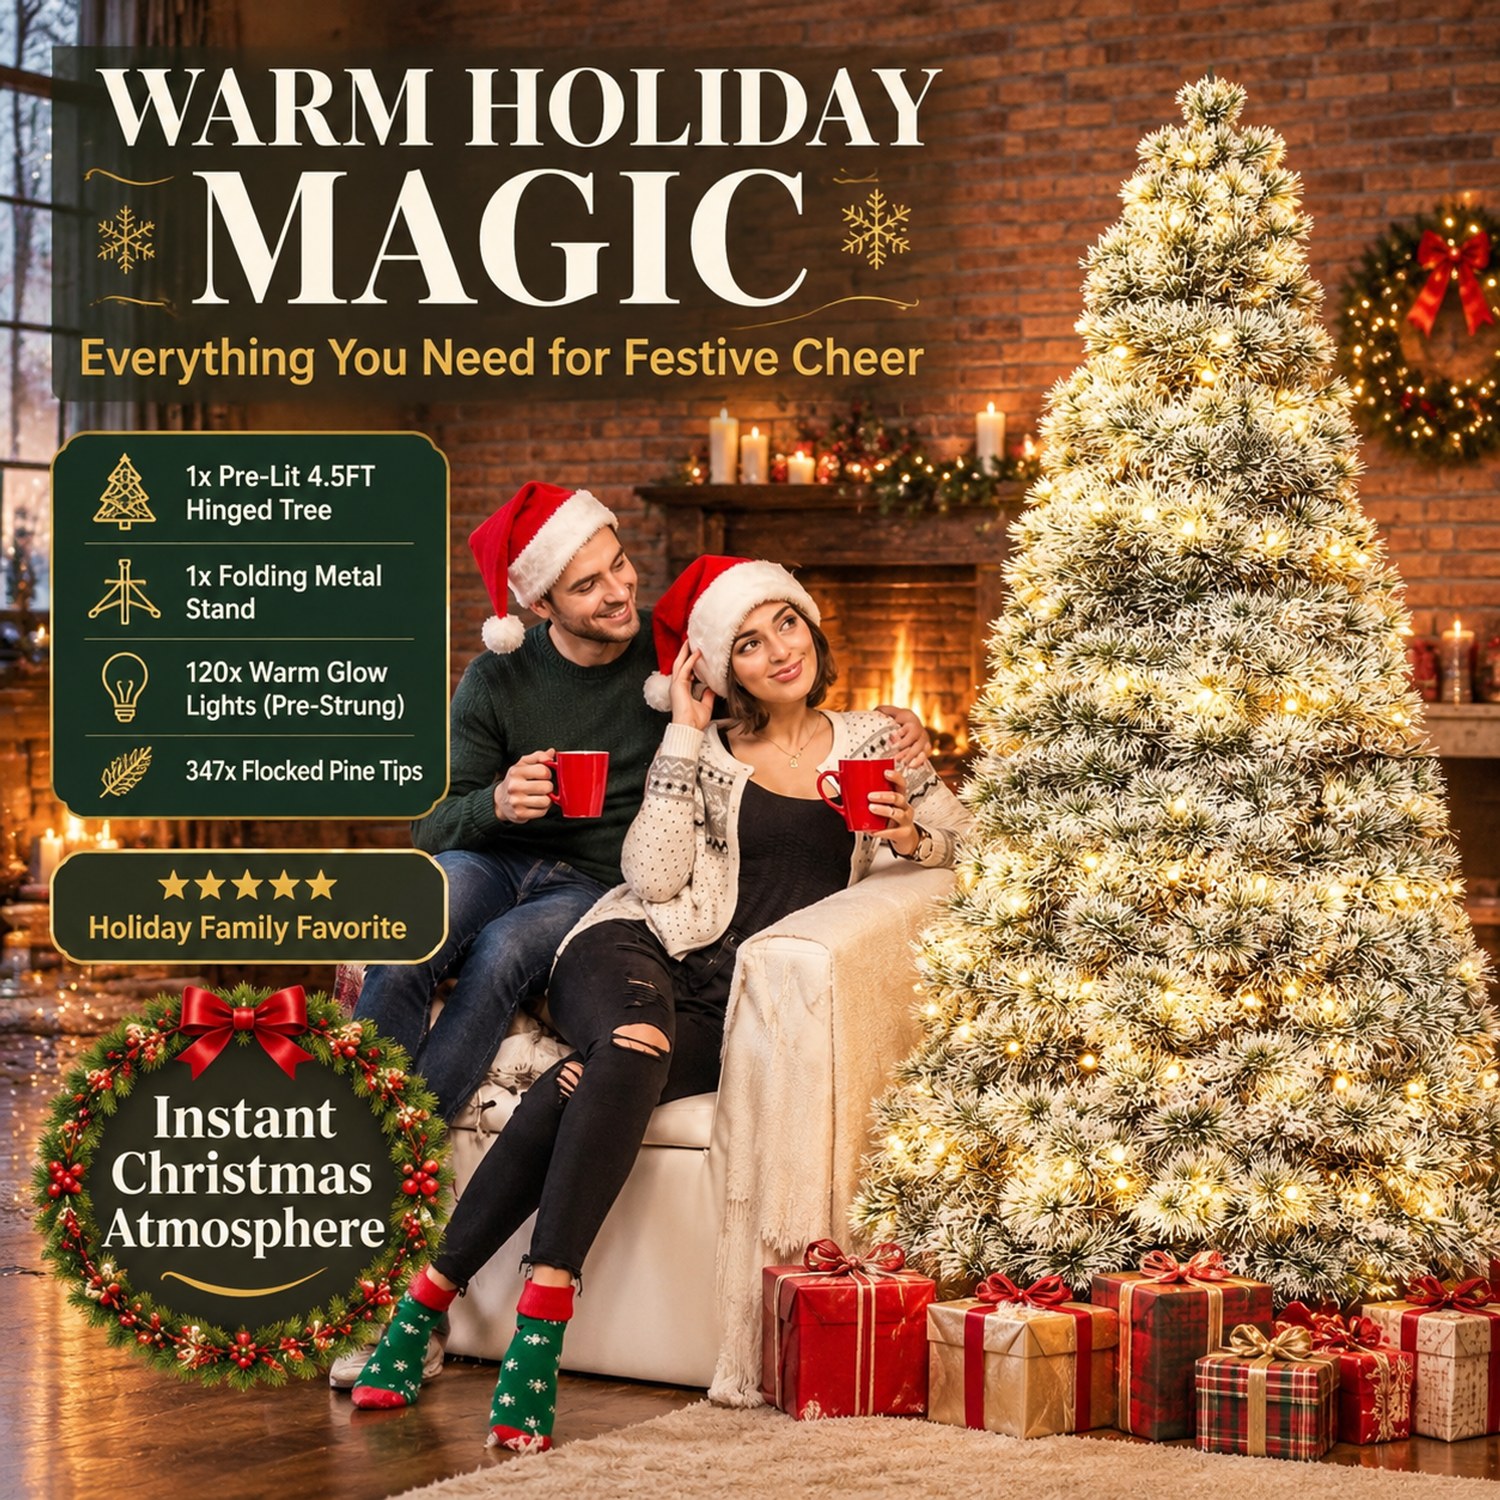 WARM HOLIDAY
MAGIC
Everything You Need for Festive Cheer
1x Pre-Lit 4.5FT
Hinged Tree
1x Folding Metal
Stand
120x Warm Glow
Lights (Pre-Strung)
347x Flocked Pine Tips
Holiday Family Favorite
Instant
Christmas
Atmosphere